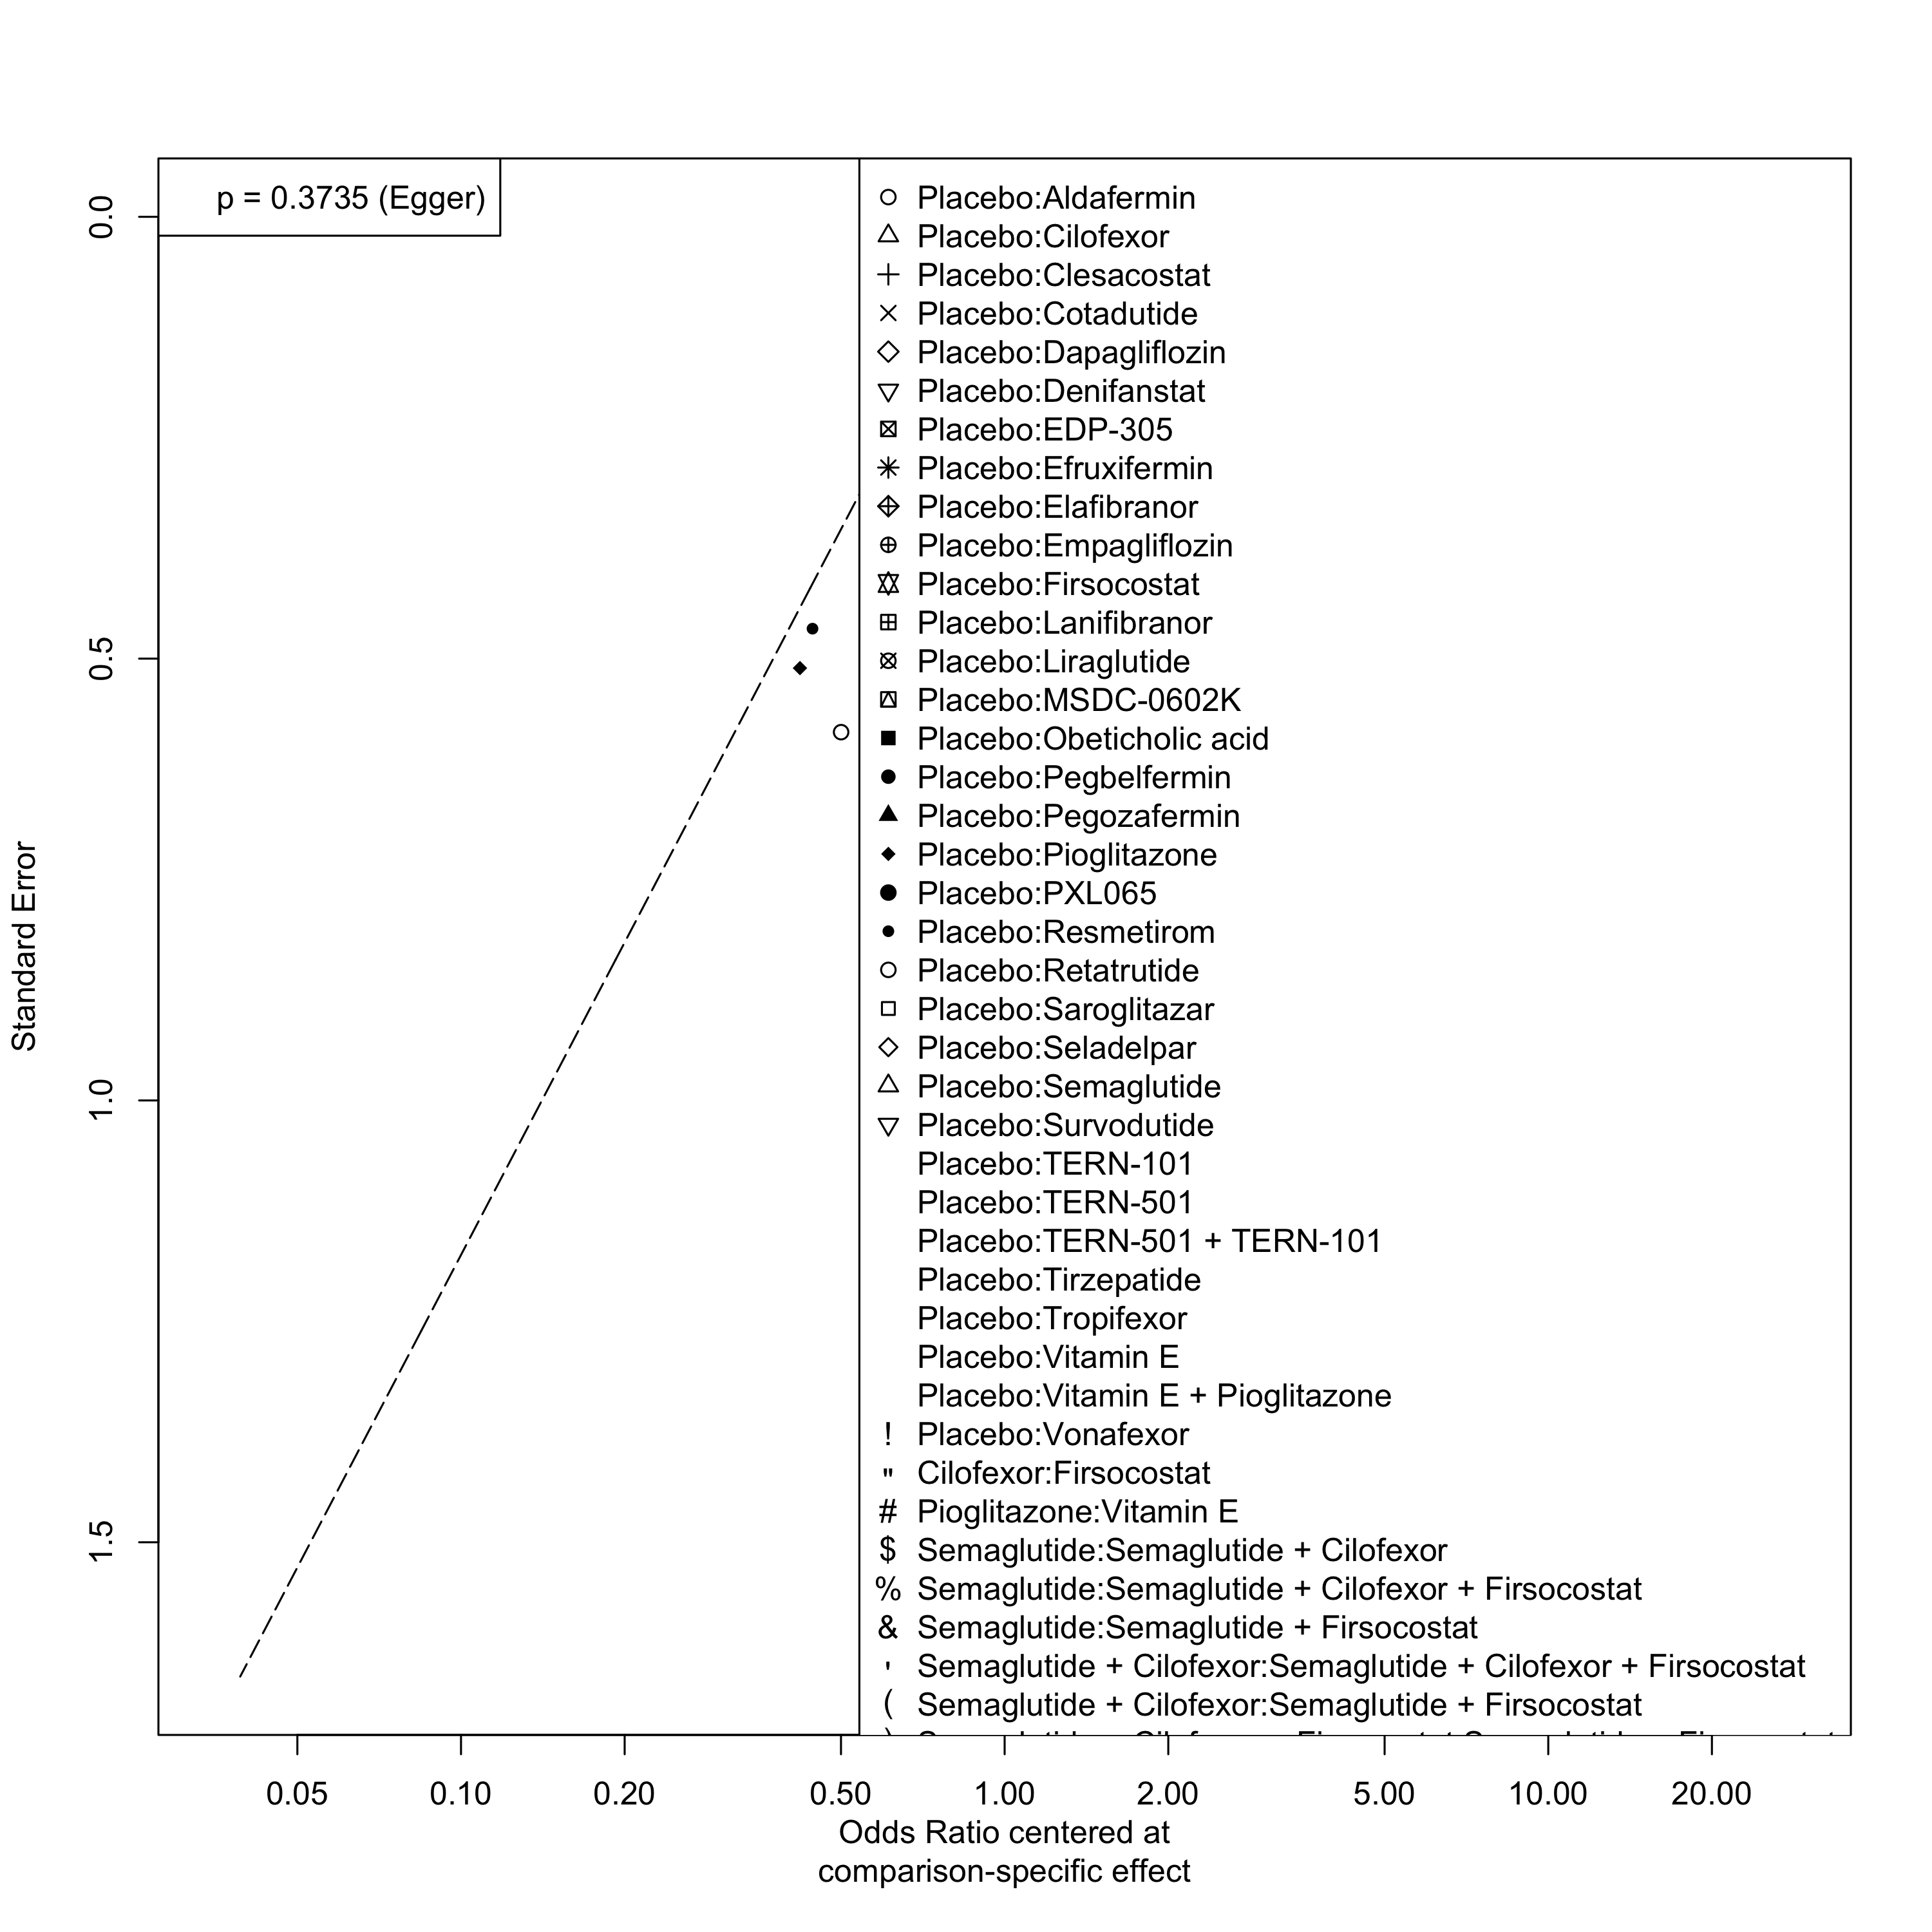 p = 0.3735 (Egger)
Placebo:Aldafermin
Placebo:Cilofexor
Placebo:Clesacostat
Placebo:Cotadutide
Placebo:Dapagliflozin
Placebo:Denifanstat
Placebo:EDP-305
Placebo:Efruxifermin
Placebo:Elafibranor
Placebo:Empagliflozin
Placebo:Firsocostat
Placebo:Lanifibranor
Placebo:Liraglutide
Placebo:MSDC-0602K
Placebo:Obeticholic acid
Placebo:Pegbelfermin
Placebo:Pegozafermin
Placebo:Pioglitazone
Placebo:PXL065
Placebo:Resmetirom
Placebo:Retatrutide
Placebo:Saroglitazar
Placebo:Seladelpar
Placebo:Semaglutide
Placebo:Survodutide
Placebo:TERN-101
Placebo:TERN-501
Placebo:TERN-501 + TERN-101
Placebo:Tirzepatide
Placebo:Tropifexor
Placebo:Vitamin E
Placebo:Vitamin E + Pioglitazone
! Placebo:Vonafexor
" Cilofexor:Firsocostat
# Pioglitazone:Vitamin E
$ Semaglutide:Semaglutide + Cilofexor
% Semaglutide:Semaglutide + Cilofexor + Firsocostat
& Semaglutide:Semaglutide + Firsocostat
' Semaglutide + Cilofexor:Semaglutide + Cilofexor + Firsocostat
( Semaglutide + Cilofexor:Semaglutide + Firsocostat
Standard Error
0.0
0.5
1.0
1.5
0.05 0.10 0.20 0.50 1.00 2.00 5.00 10.00 20.00
Odds Ratio centered at
comparison-specific effect